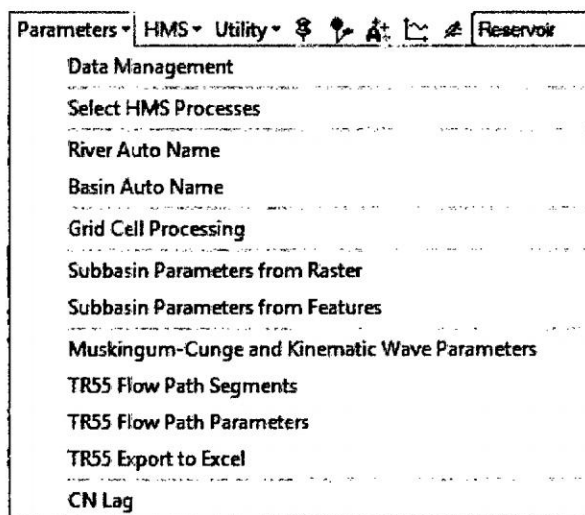 Parameters HMS Utility Reservoir
Data Management
Select HMS Processes
River Auto Name
Basin Auto Name
Grid Cell Processing
Subbasin Parameters from Raster
Subbasin Parameters from Features
Muskingum-Cunge and Kinematic Wave Parameters
TR55 Flow Path Segments
TR55 Flow Path Parameters
TR55 Export to Excel
CN Lag